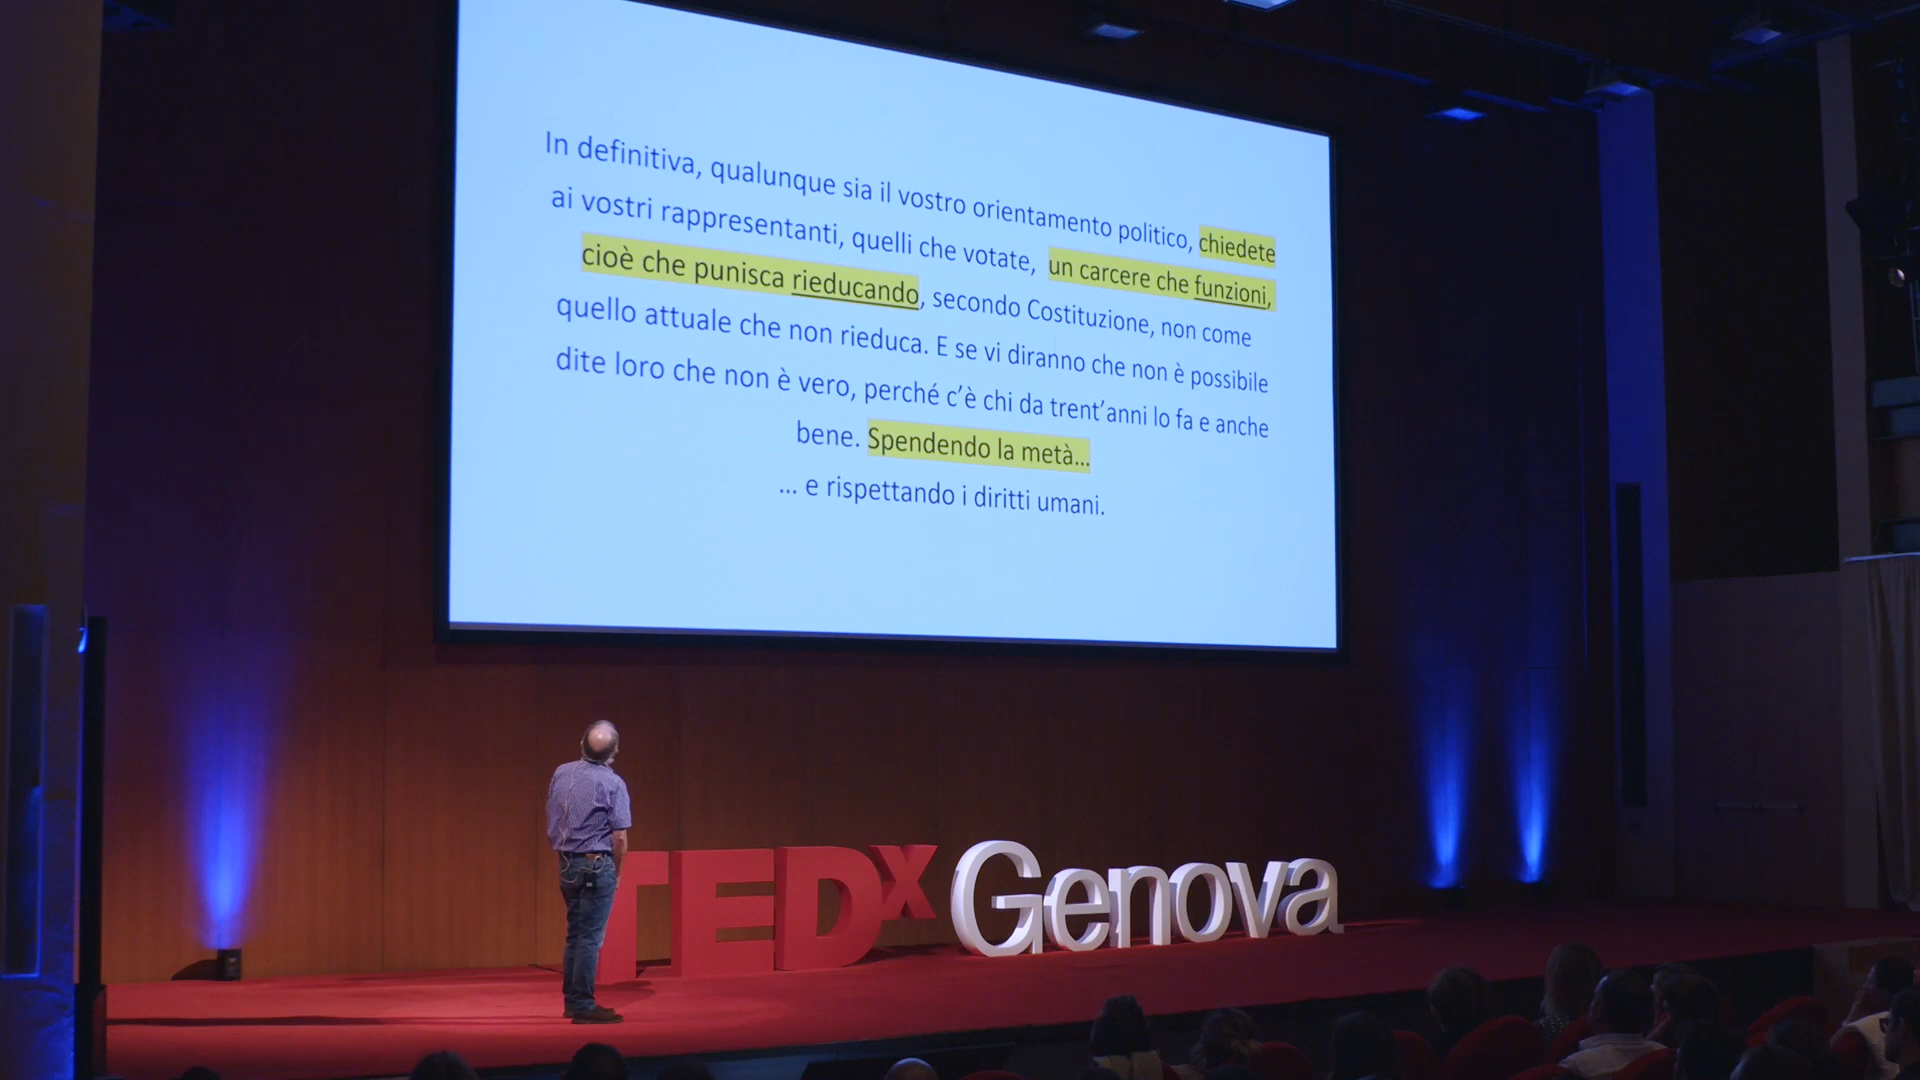 In definitiva, qualunque sia il vostro orientamento politico, chiedete
ai vostri rappresentanti, quelli che votate, un carcere che funzioni,
cioè che punisca rieducando, secondo Costituzione, non come
quello attuale che non rieduca. E se vi diranno che non è possibile
dite loro che non è vero, perché c’è chi da trent’anni lo fa e anche
bene. Spendendo la metà...
... e rispettando i diritti umani.
TEDx Genova